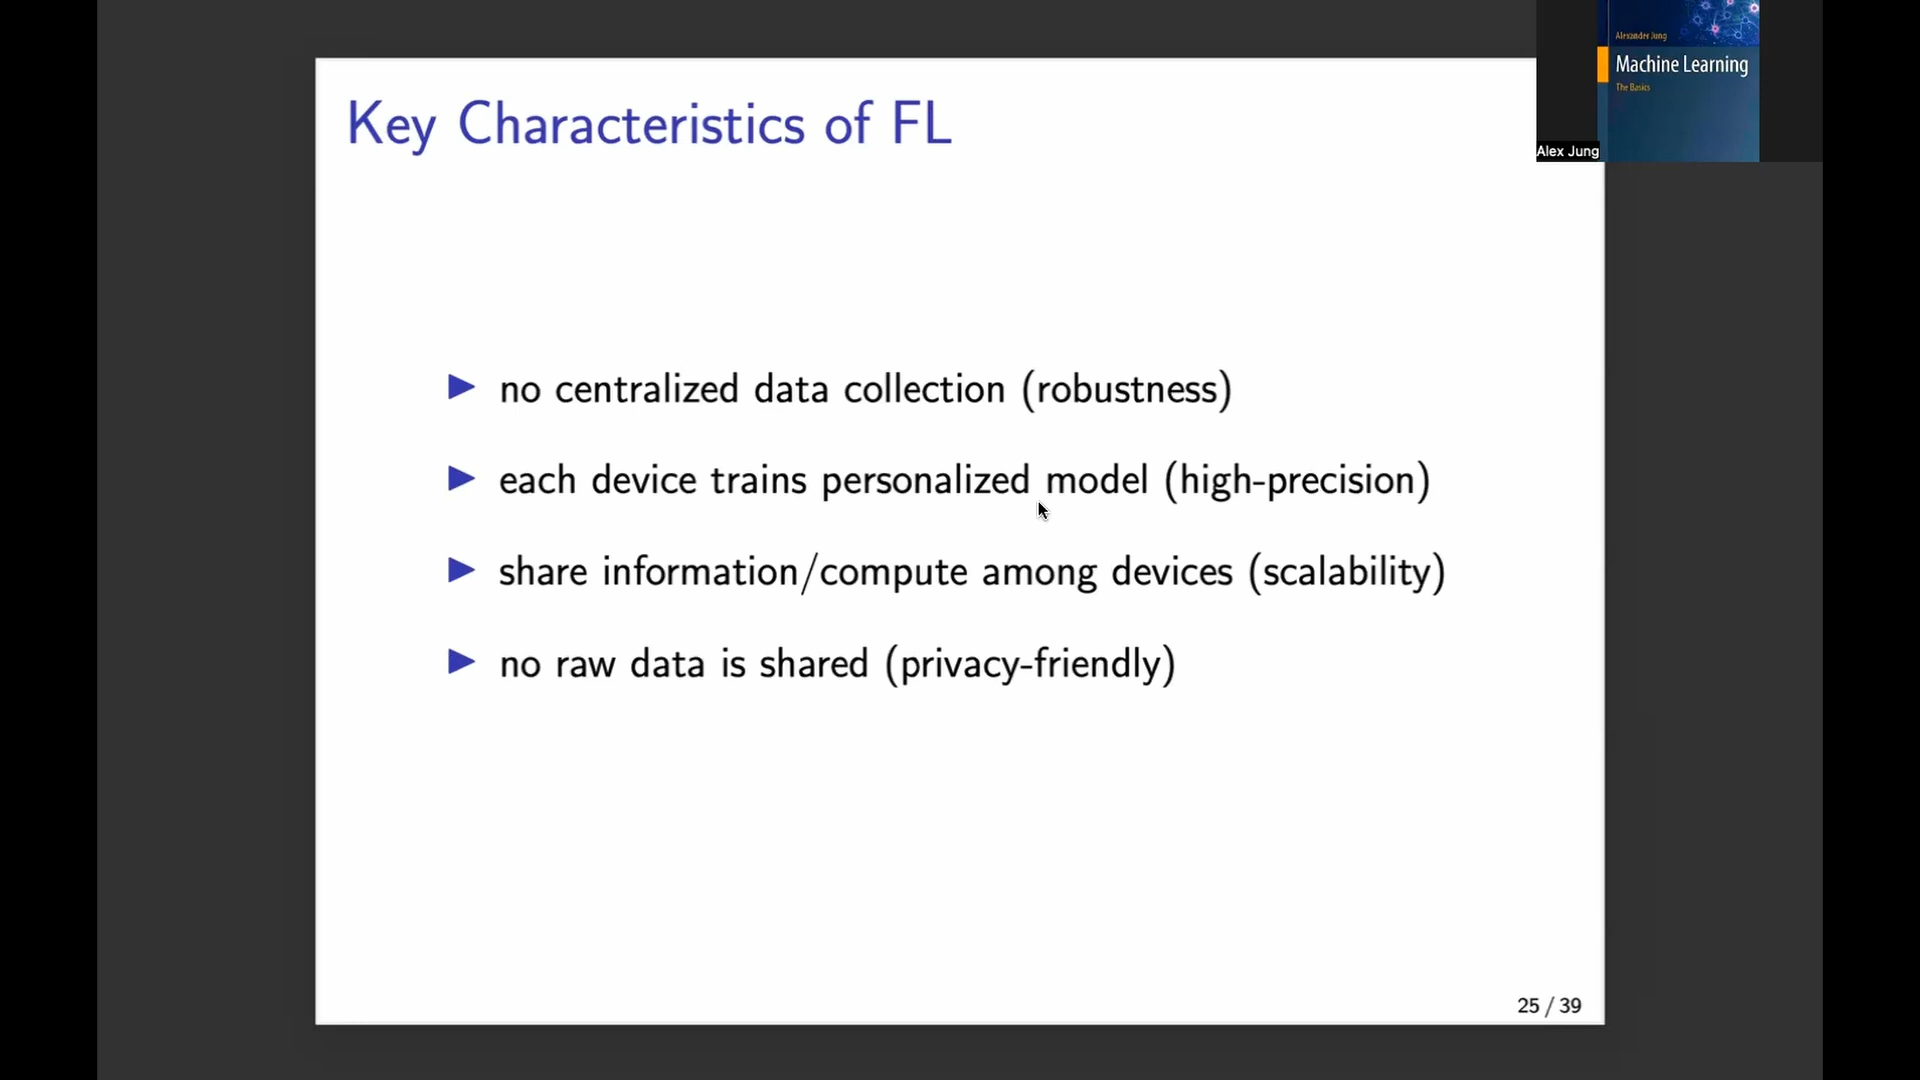 Alexander Jung
Machine Learning
The Basics
Alex Jung
Key Characteristics of FL
no centralized data collection (robustness)
each device trains personalized model (high-precision)
share information/compute among devices (scalability)
no raw data is shared (privacy-friendly)
25 / 39